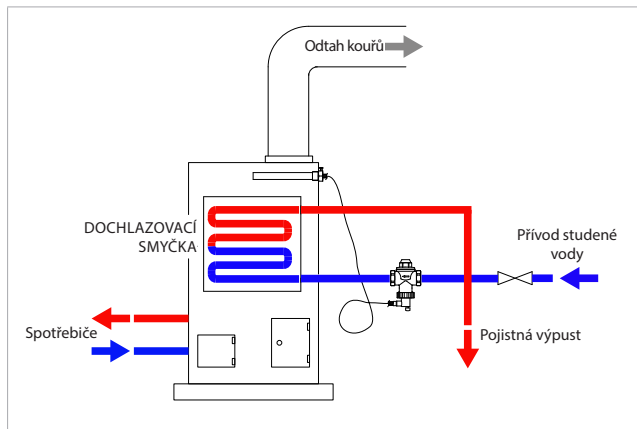 Odtah kouřů
DOCHLAZOVACÍ
SMYČKA
Přívod studené
vody
Spotřebiče
Pojistná výpust